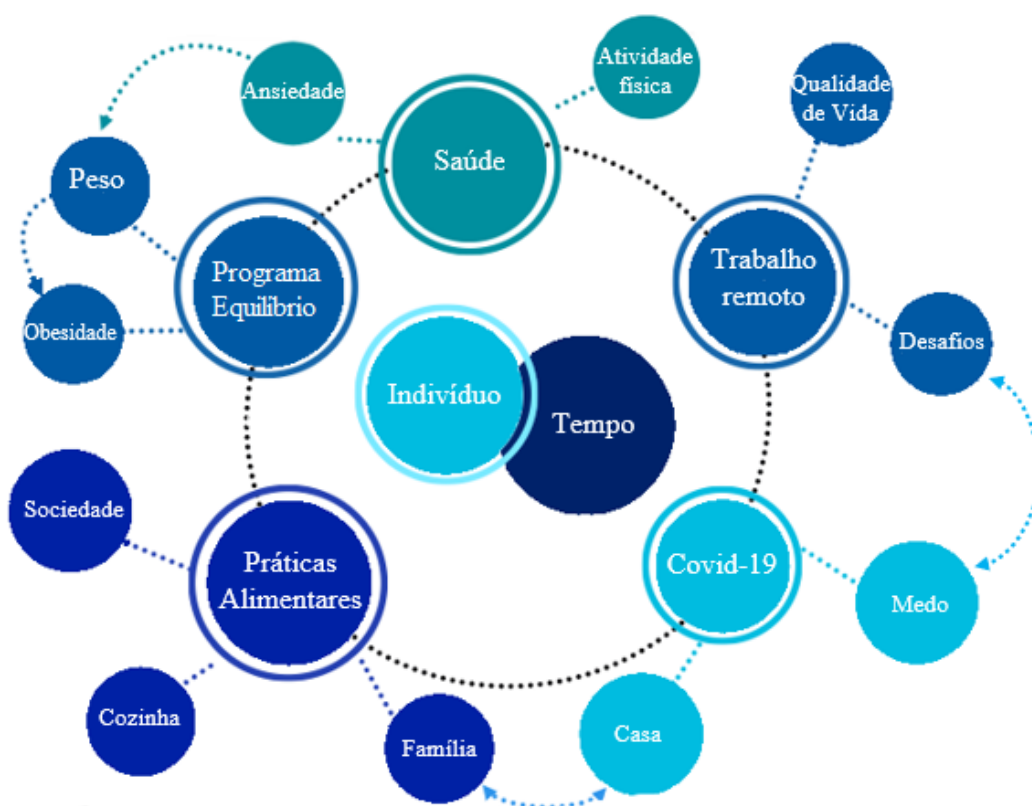 Ansiedade
Atividade
física
Qualidade
de Vida
Saúde
Peso
Programa
Equilíbrio
Trabalho
remoto
Obesidade
Desafios
Indivíduo
Tempo
Sociedade
Práticas
Alimentares
Covid-19
Medo
Cozinha
Família
Casa